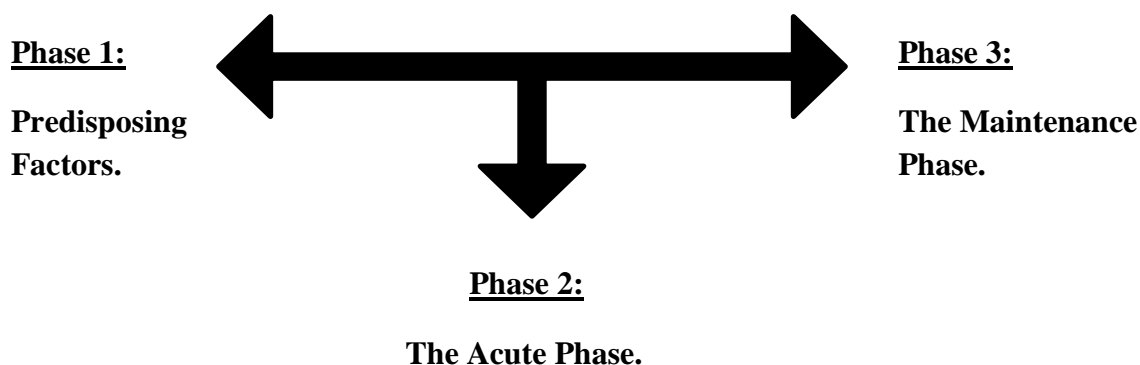 Phase 1:
Predisposing
Factors.
Phase 2:
The Acute Phase.
Phase 3:
The Maintenance
Phase.